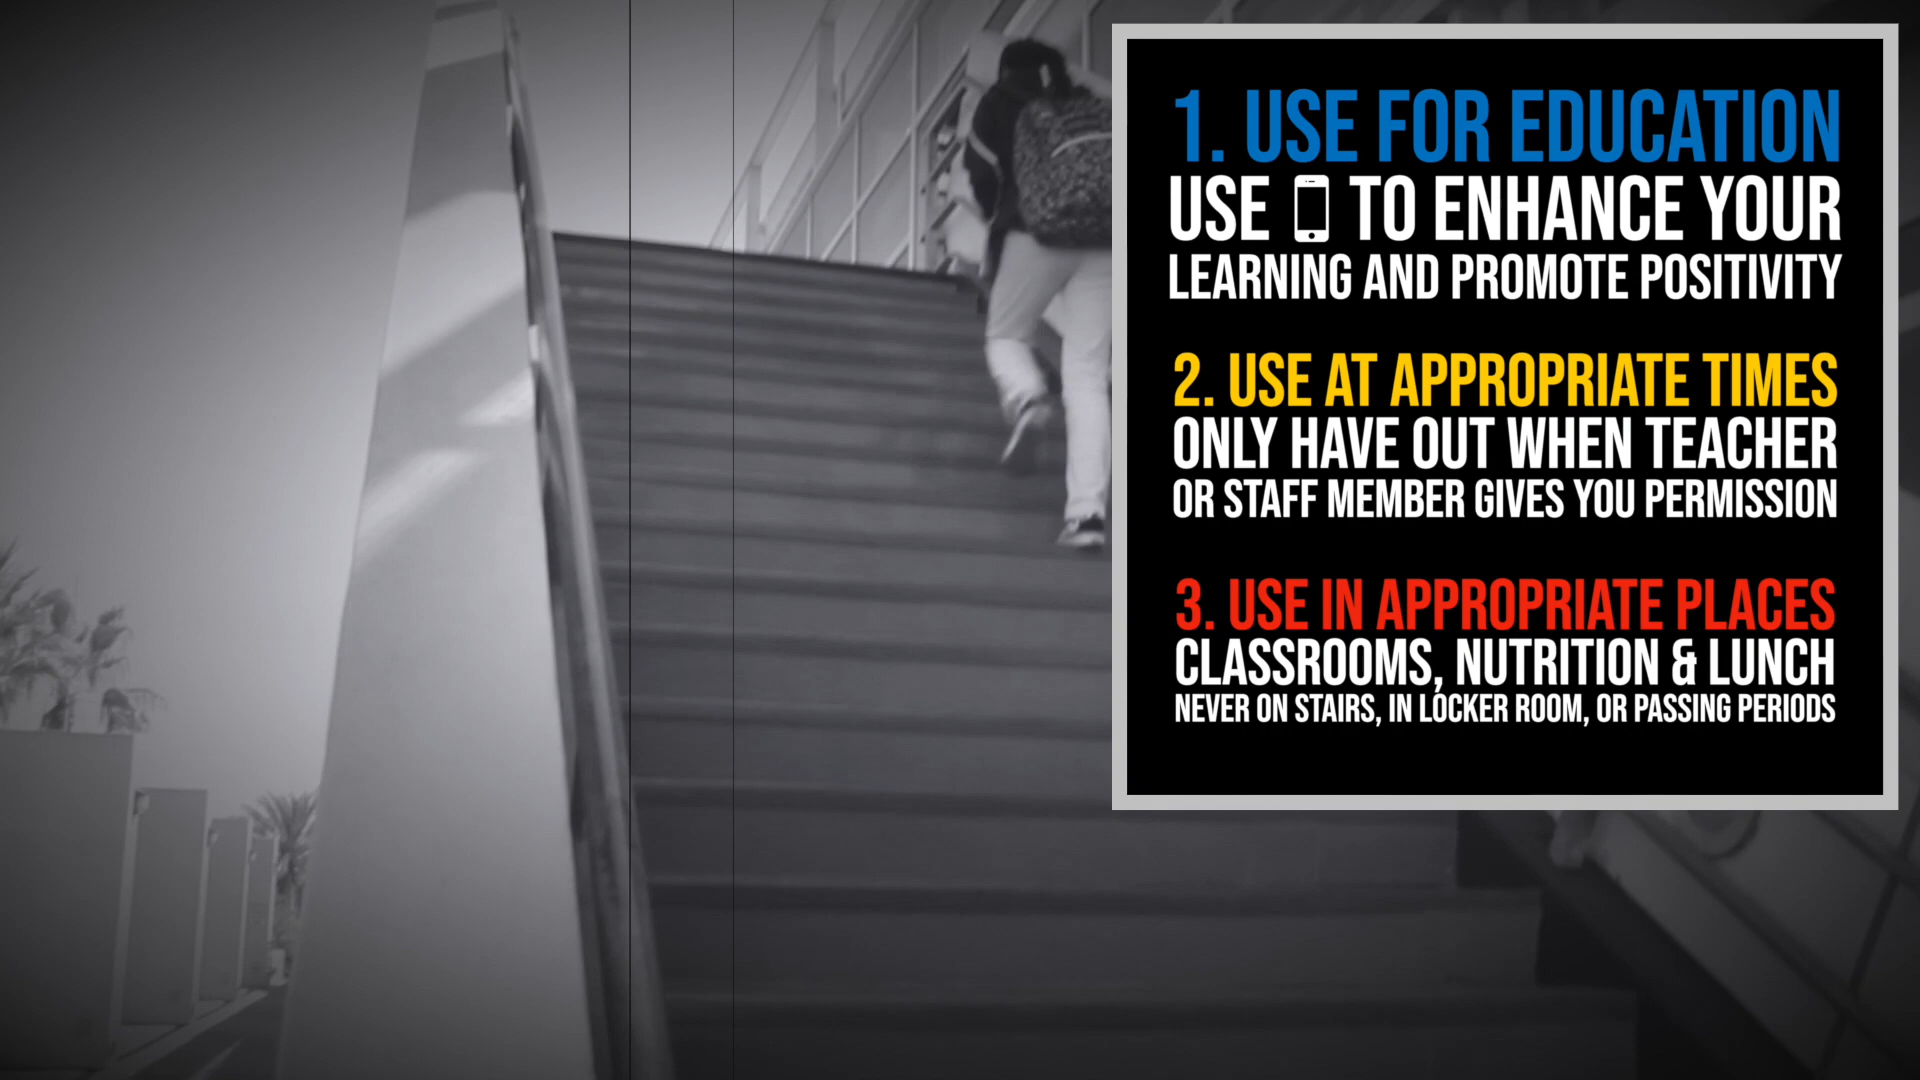 1. USE FOR EDUCATION
USE TO ENHANCE YOUR
LEARNING AND PROMOTE POSITIVITY
2. USE AT APPROPRIATE TIMES
ONLY HAVE OUT WHEN TEACHER
OR STAFF MEMBER GIVES YOU PERMISSION
3. USE IN APPROPRIATE PLACES
CLASSROOMS, NUTRITION & LUNCH
NEVER ON STAIRS, IN LOCKER ROOM, OR PASSING PERIODS